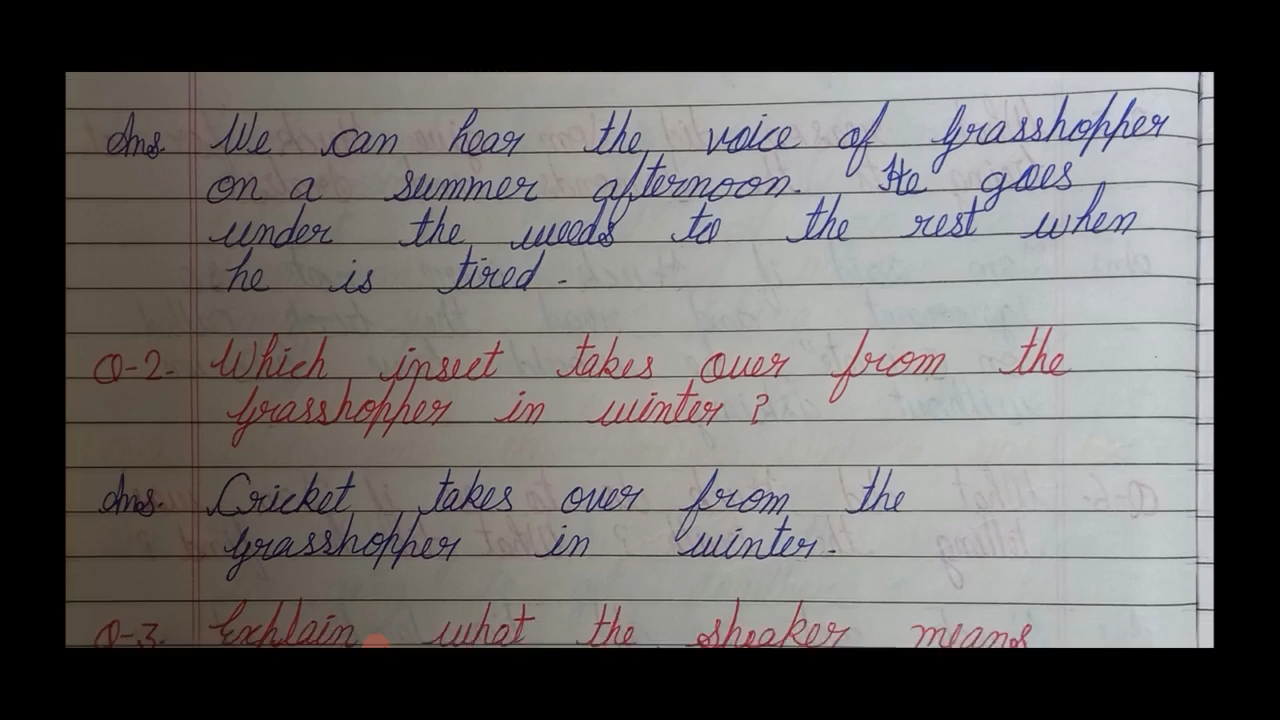 Ans. We can hear the voice of Grasshopper
on a summer afternoon. He goes
under the weeds to the rest when
he is tired.
Q-2. Which insect takes over from the
Grasshopper in winter?
Ans. Cricket takes over from the
Grasshopper in winter.
Q-3. Explain what the speaker means